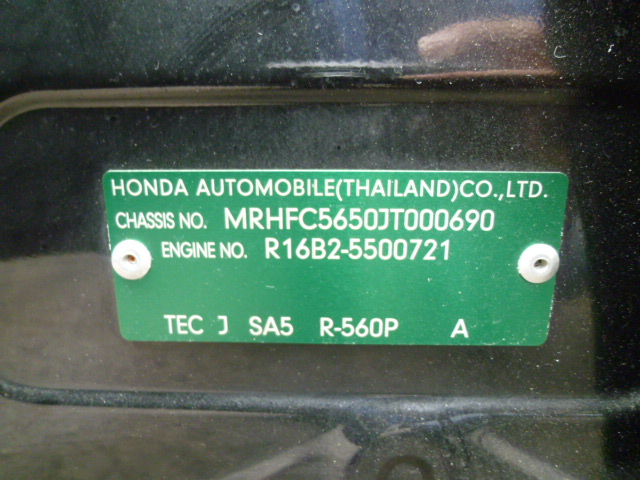 HONDA AUTOMOBILE(THAILAND)CO.,LTD.
CHASSIS NO. MRHFC5650JT000690
ENGINE NO. R16B2-5500721
TEC J SA5 R-560P A